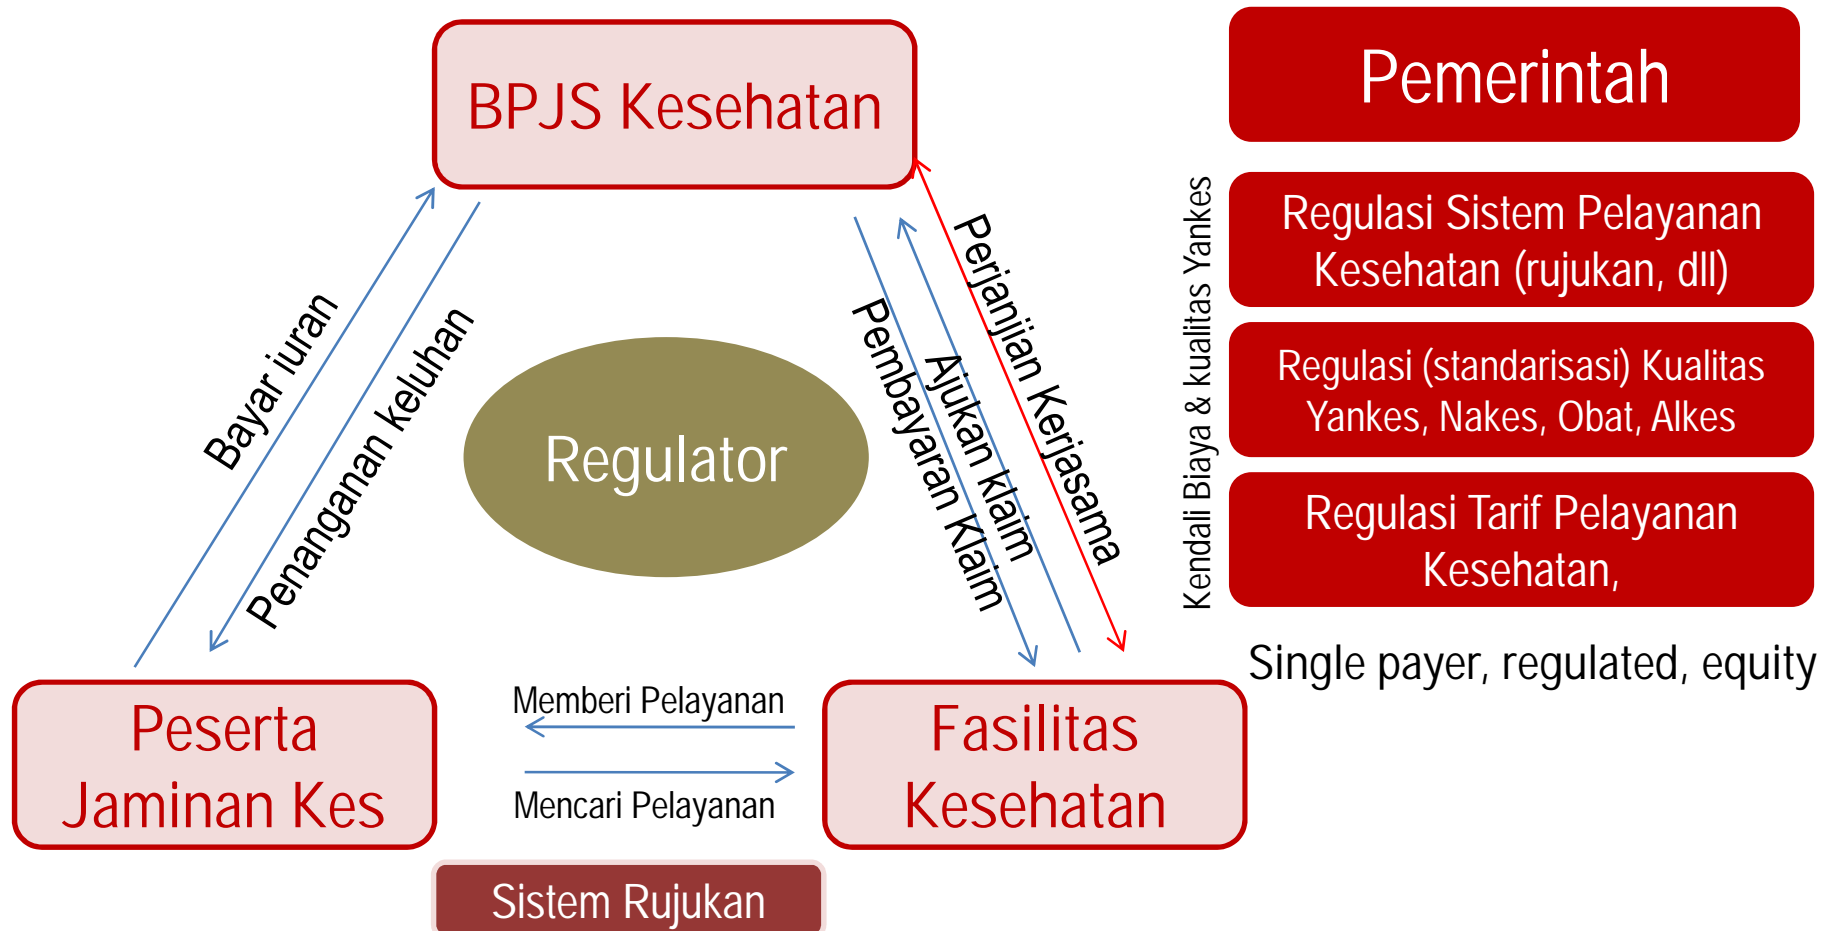 BPJS Kesehatan
Pemerintah
Kendali Biaya & kualitas Yankes
Regulasi Sistem Pelayanan
Kesehatan (rujukan, dll)
Regulasi (standarisasi) Kualitas
Yankes, Nakes, Obat, Alkes
Regulasi Tarif Pelayanan
Kesehatan,
Single payer, regulated, equity
Bayar iuran
Penanganan keluhan
Regulator
Pembayaran Klaim
Ajukan klaim
Perjanijian Kerjasama
Peserta
Jaminan Kes
Memberi Pelayanan
Mencari Pelayanan
Fasilitas
Kesehatan
Sistem Rujukan